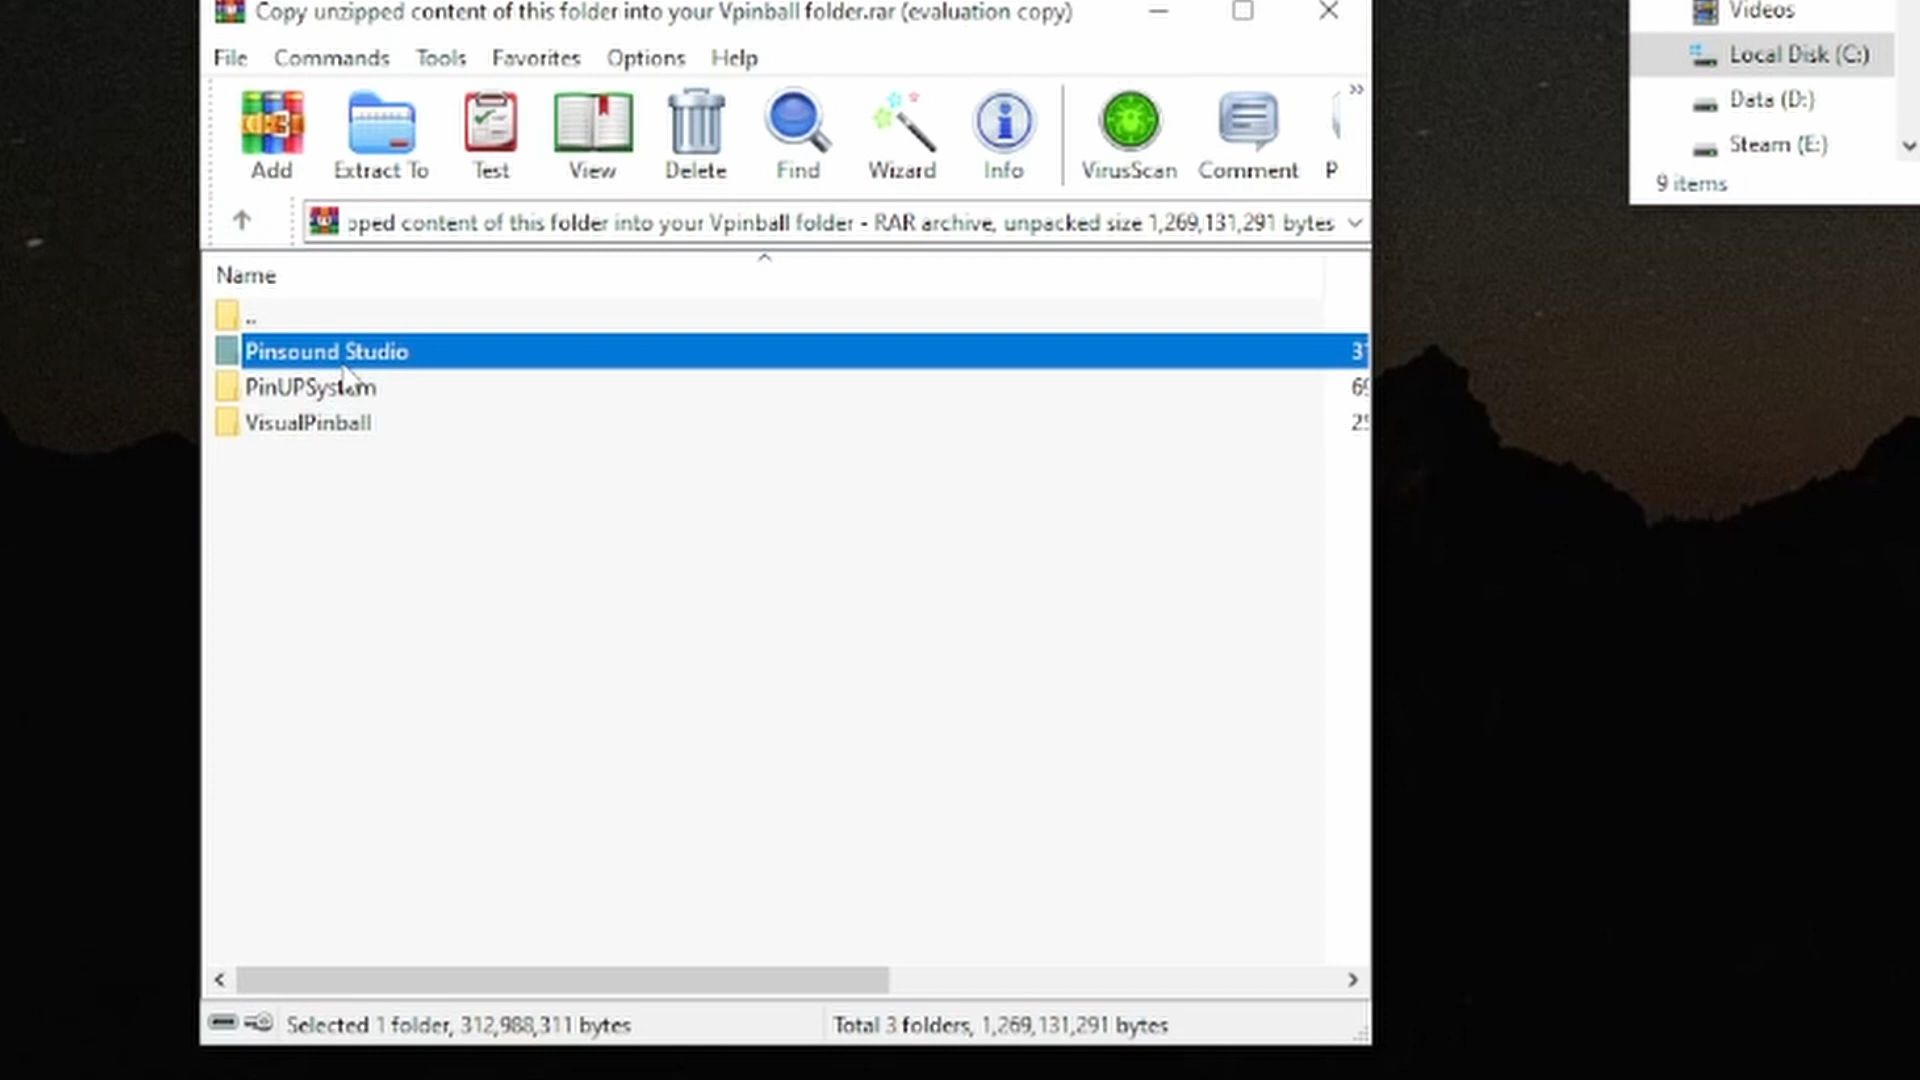 Copy unzipped content of this folder into your Vpinball folder.rar (evaluation copy)
File Commands Tools Favorites Options Help
Add Extract To Test View Delete Find Wizard Info VirusScan Comment P
pped content of this folder into your Vpinball folder - RAR archive, unpacked size 1,269,131,291 bytes
Name
..
Pinsound Studio
PinUPSystem
VisualPinball
Selected 1 folder, 312,988,311 bytes
Total 3 folders, 1,269,131,291 bytes
Videos
Local Disk (C:)
Data (D:)
Steam (E:)
9 items